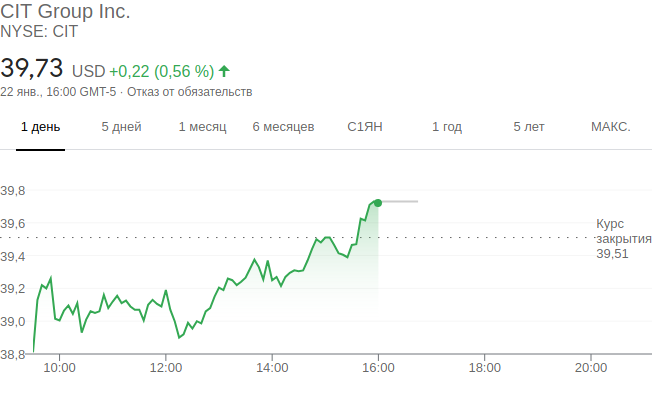 CIT Group Inc.
NYSE: CIT
39,73 USD +0,22 (0,56 %)
22 янв., 16:00 GMT-5 · Отказ от обязательств
1 день 5 дней 1 месяц 6 месяцев С1ЯН 1 год 5 лет МАКС.
39,8
39,6
Курс
закрытия
39,4
39,51
39,2
39,0
38,8
10:00 12:00 14:00 16:00 18:00 20:00